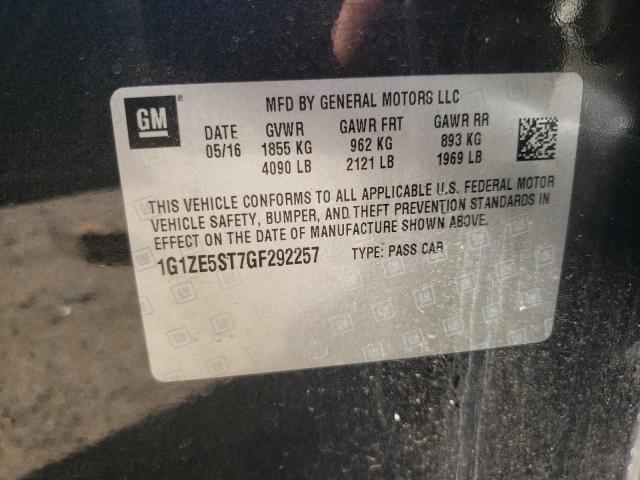 GM
MFD BY GENERAL MOTORS LLC
DATE GVWR GAWR FRT GAWR RR
05/16 1855 KG 962 KG 893 KG
4090 LB 2121 LB 1969 LB
THIS VEHICLE CONFORMS TO ALL APPLICABLE U.S. FEDERAL MOTOR
VEHICLE SAFETY, BUMPER, AND THEFT PREVENTION STANDARDS IN
EFFECT ON THE DATE OF MANUFACTURE SHOWN ABOVE.
1G1ZE5ST7GF292257 TYPE: PASS CAR